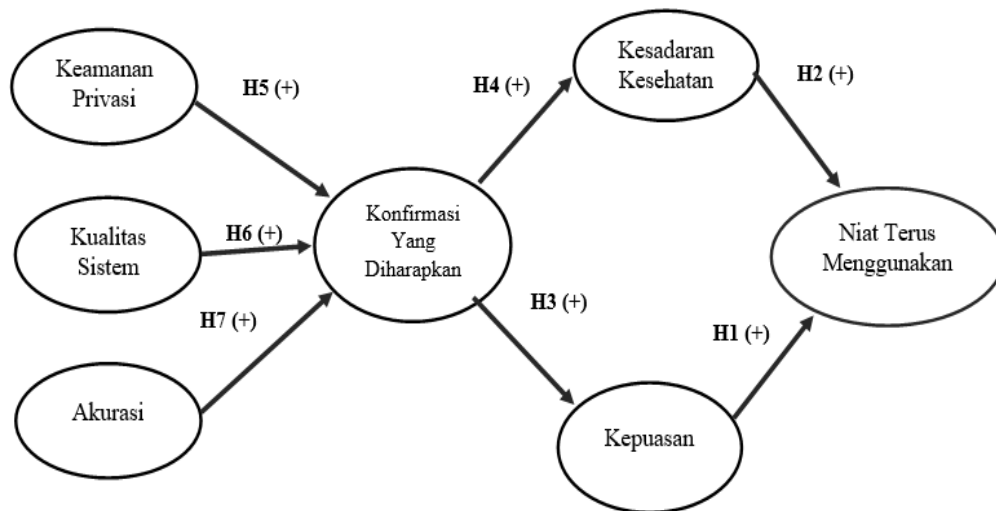 Keamanan
Privasi
H5 (+)
Kualitas
Sistem
H6 (+)
Akurasi
H7 (+)
Konfirmasi
Yang
Diharapkan
H4 (+)
Kesadaran
Kesehatan
H2 (+)
H3 (+)
Kepuasan
H1 (+)
Niat Terus
Menggunakan